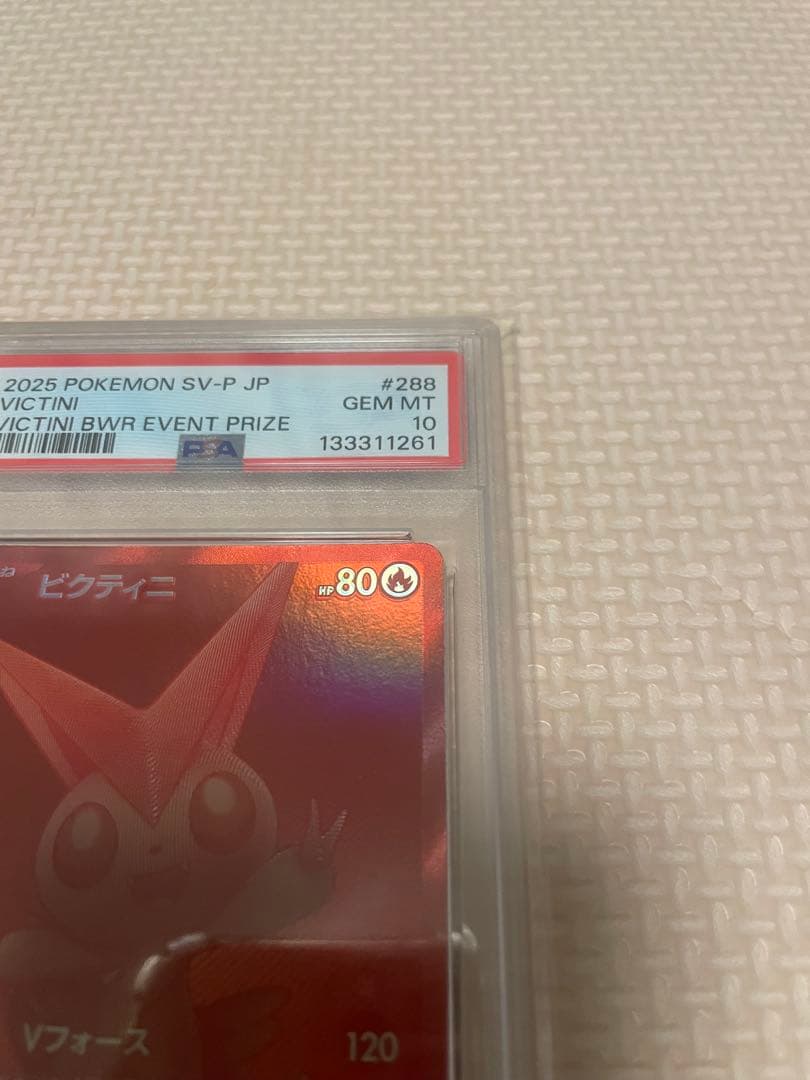 2025 POKEMON SV-P JP #288
VICTINI GEM MT
VICTINI BWR EVENT PRIZE 10
PSA 133311261
ね ビクティニ HP80
Vフォース 120